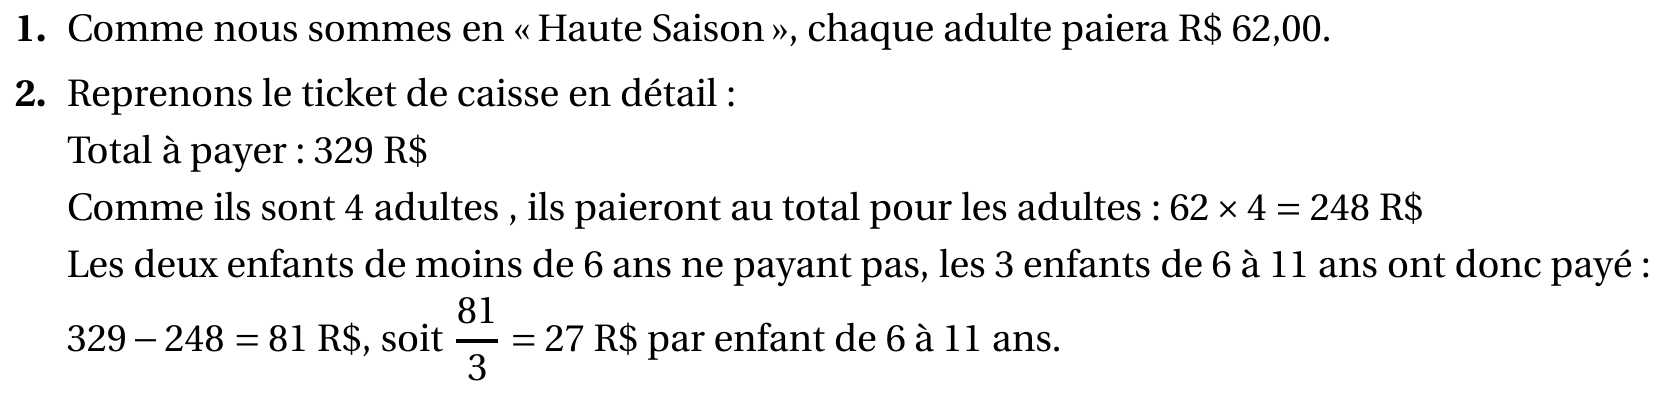 1. Comme nous sommes en « Haute Saison », chaque adulte paiera R$ 62,00.
2. Reprenons le ticket de caisse en détail :
Total à payer : 329 R$
Comme ils sont 4 adultes , ils paieront au total pour les adultes : 62 × 4 = 248 R$
Les deux enfants de moins de 6 ans ne payant pas, les 3 enfants de 6 à 11 ans ont donc payé :
329 – 248 = 81 R$, soit 81/3 = 27 R$ par enfant de 6 à 11 ans.